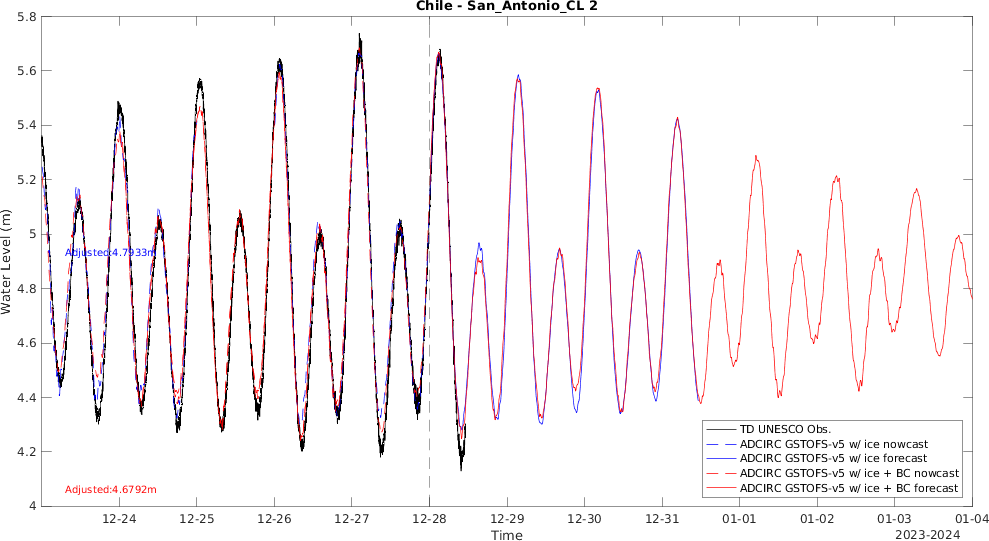 Chile - San_Antonio_CL 2
5.8
5.6
5.4
5.2
5
4.8
4.6
4.4
4.2
4
Water Level (m)
Adjusted:4.7933m
Adjusted:4.6792m
TD UNESCO Obs.
ADCIRC GSTOFS-v5 w/ ice nowcast
ADCIRC GSTOFS-v5 w/ ice forecast
ADCIRC GSTOFS-v5 w/ ice + BC nowcast
ADCIRC GSTOFS-v5 w/ ice + BC forecast
12-24 12-25 12-26 12-27 12-28 12-29 12-30 12-31 01-01 01-02 01-03 01-04
Time
2023-2024